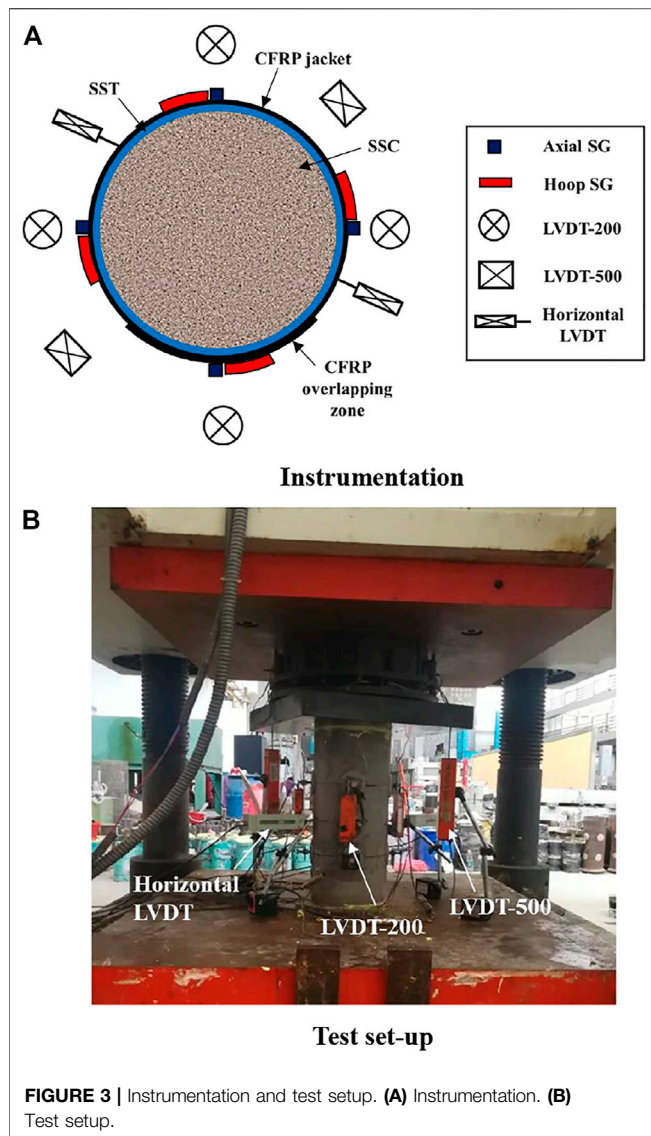 A
CFRP jacket
SST
SSC
Axial SG
Hoop SG
LVDT-200
LVDT-500
Horizontal
LVDT
CFRP
overlapping
zone
Instrumentation
B
Horizontal
LVDT
LVDT-200
LVDT-500
Test set-up
FIGURE 3 | Instrumentation and test setup. (A) Instrumentation. (B)
Test setup.